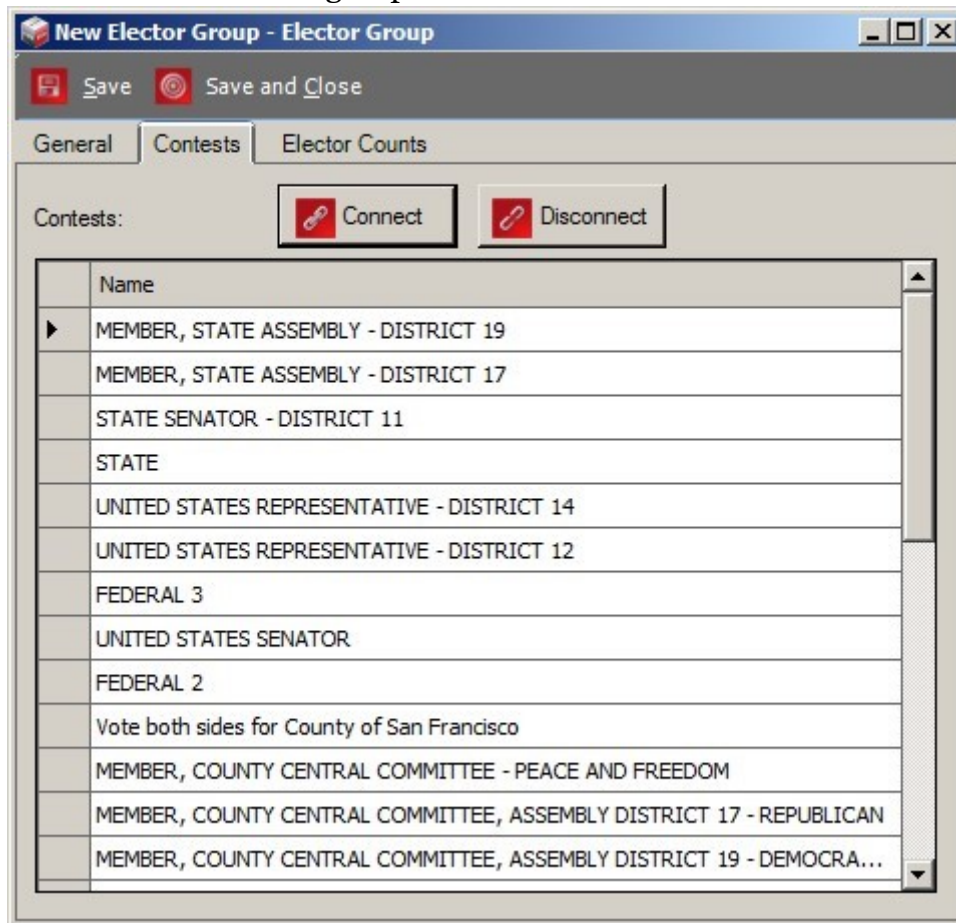 New Elector Group - Elector Group
Save Save and Close
General Contests Elector Counts
Contests: Connect Disconnect
Name
MEMBER, STATE ASSEMBLY - DISTRICT 19
MEMBER, STATE ASSEMBLY - DISTRICT 17
STATE SENATOR - DISTRICT 11
STATE
UNITED STATES REPRESENTATIVE - DISTRICT 14
UNITED STATES REPRESENTATIVE - DISTRICT 12
FEDERAL 3
UNITED STATES SENATOR
FEDERAL 2
Vote both sides for County of San Francisco
MEMBER, COUNTY CENTRAL COMMITTEE - PEACE AND FREEDOM
MEMBER, COUNTY CENTRAL COMMITTEE, ASSEMBLY DISTRICT 17 - REPUBLICAN
MEMBER, COUNTY CENTRAL COMMITTEE, ASSEMBLY DISTRICT 19 - DEMOCRA...